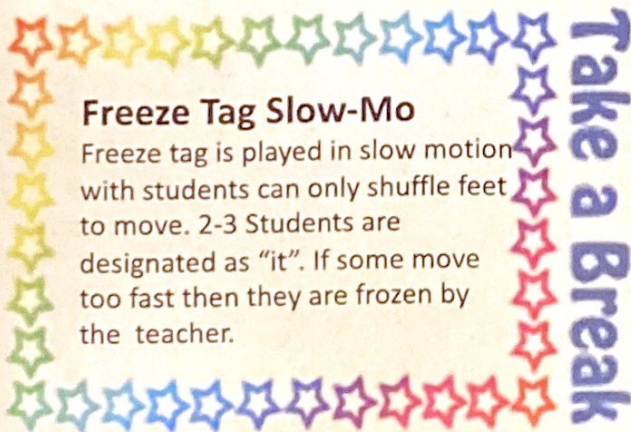 Freeze Tag Slow-Mo
Freeze tag is played in slow motion
with students can only shuffle feet
to move. 2-3 Students are
designated as “it”. If some move
too fast then they are frozen by
the teacher.
Take a Break